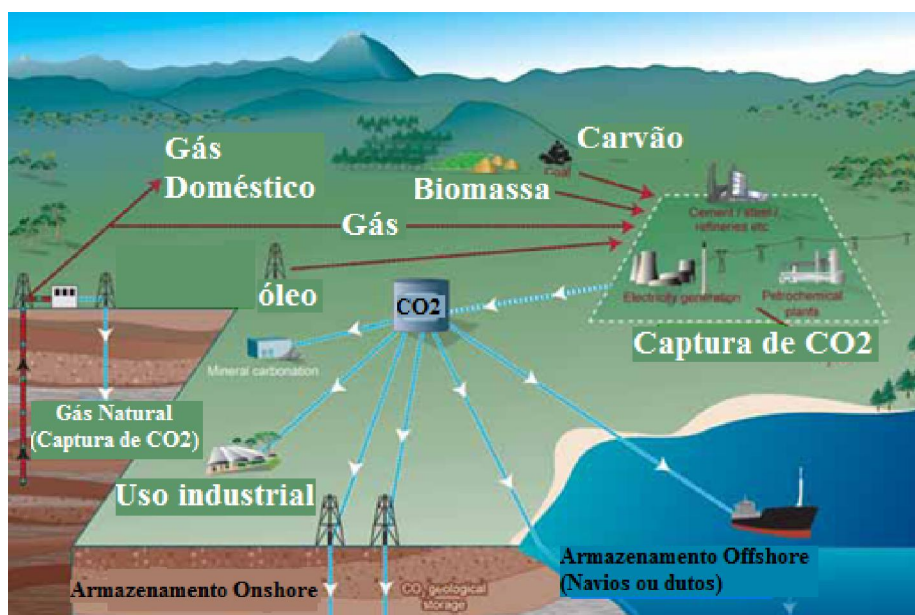 Carvão
Coal
Gás
Doméstico
Biomassa
Cement / steel /
refineries etc
Gás
óleo
Electricity generation
Petrochemical
plants
CO2
Captura de CO2
Mineral carbonation
Gás Natural
(Captura de CO2)
Uso industrial
Armazenamento Offshore
(Navios ou dutos)
Armazenamento Onshore
CO2 geological
storage